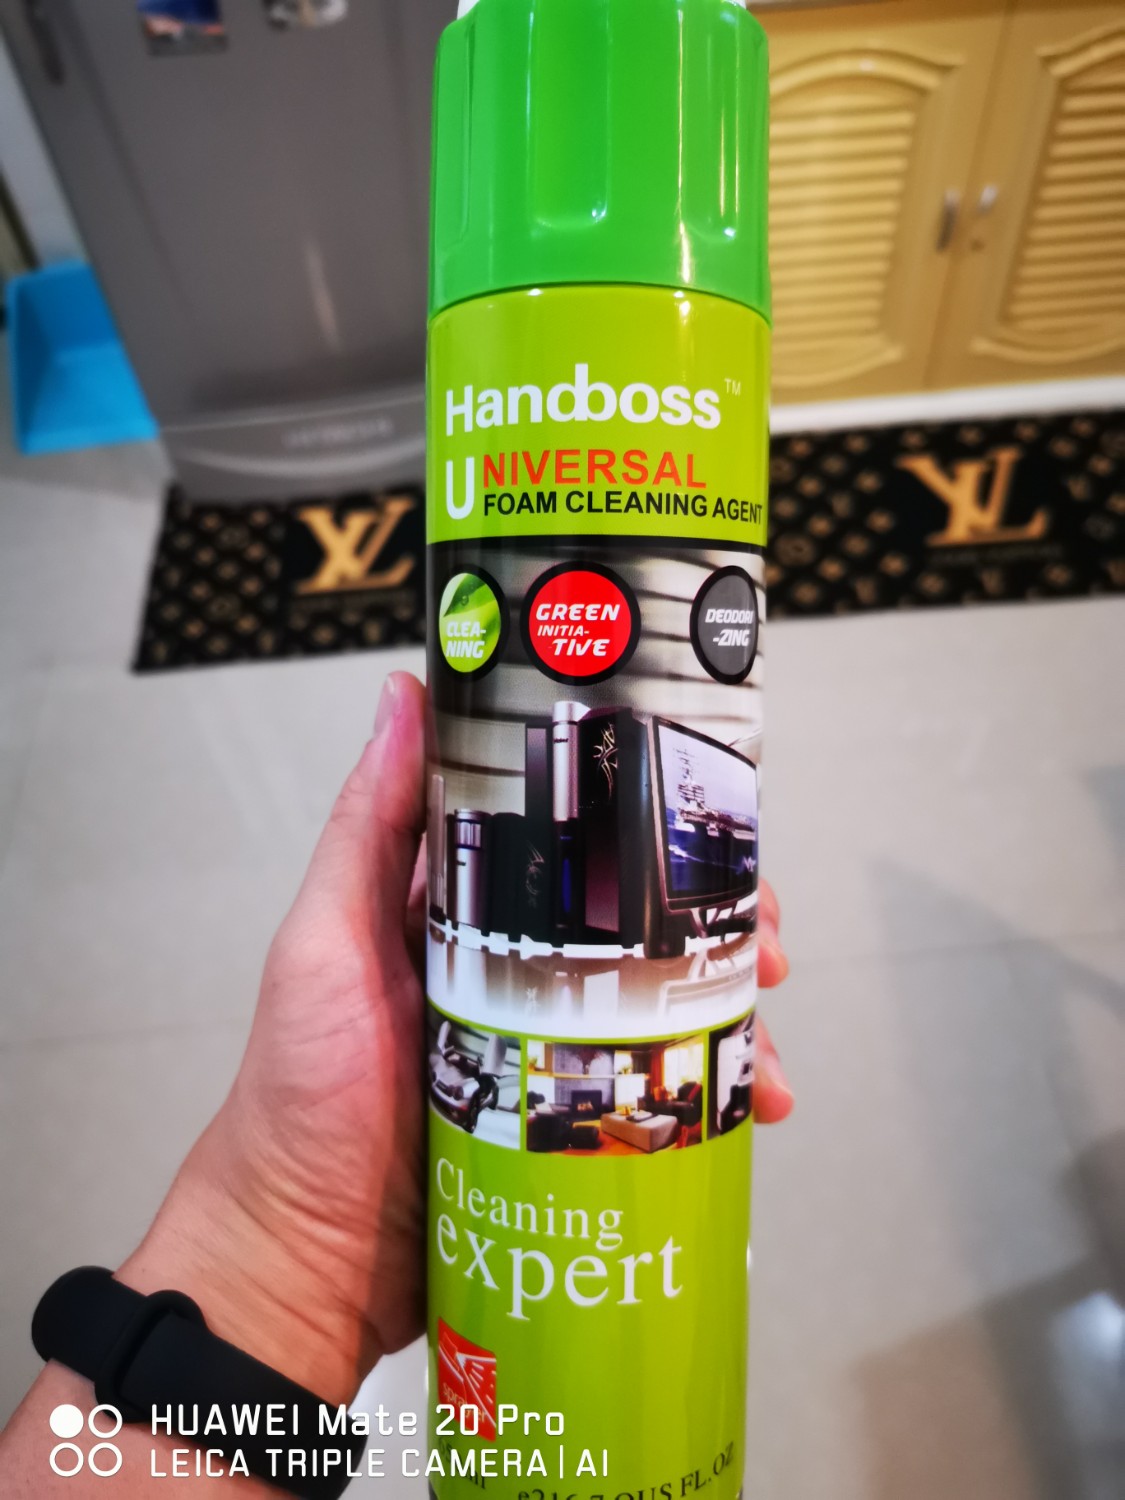 Handboss™
UNIVERSAL
FOAM CLEANING AGENT
CLEA-
NING
GREEN
INITIA-
TIVE
DEODORI
-ZING
Cleaning
expert
HUAWEI Mate 20 Pro
LEICA TRIPLE CAMERA|AI